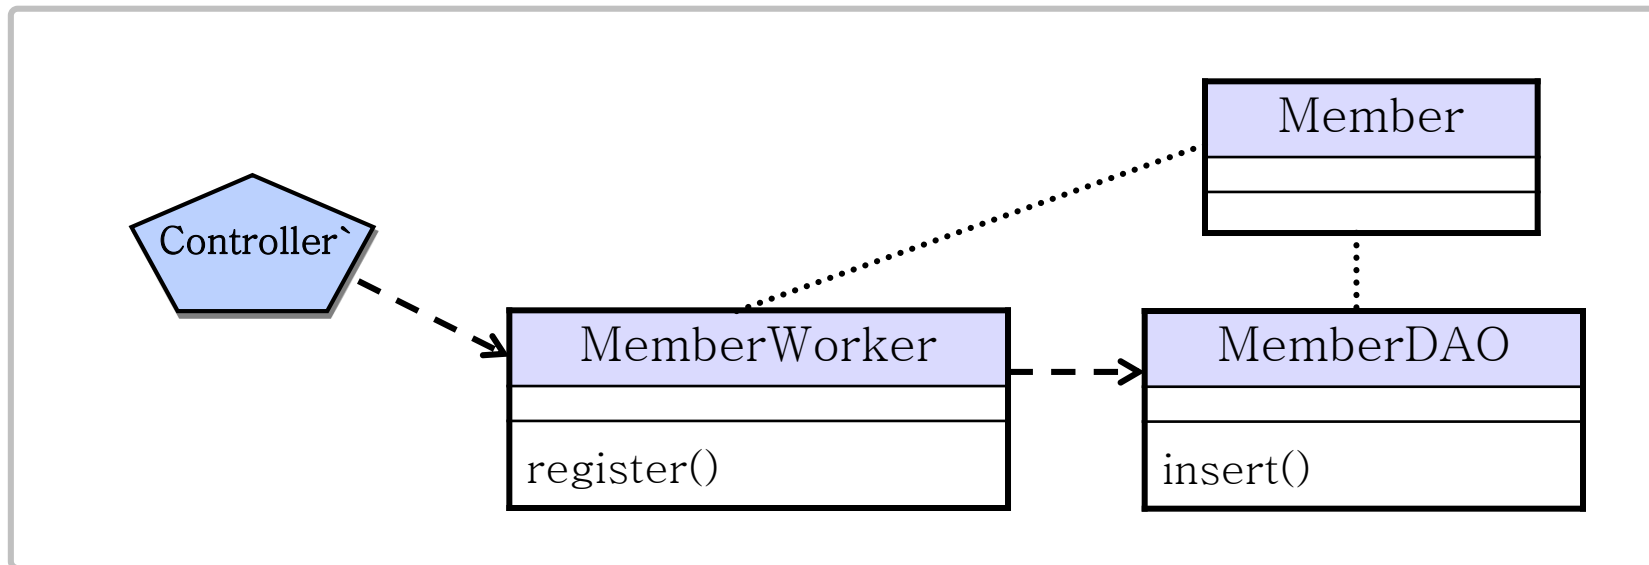 Member
Controller`
MemberWorker
MemberDAO
register()
insert()